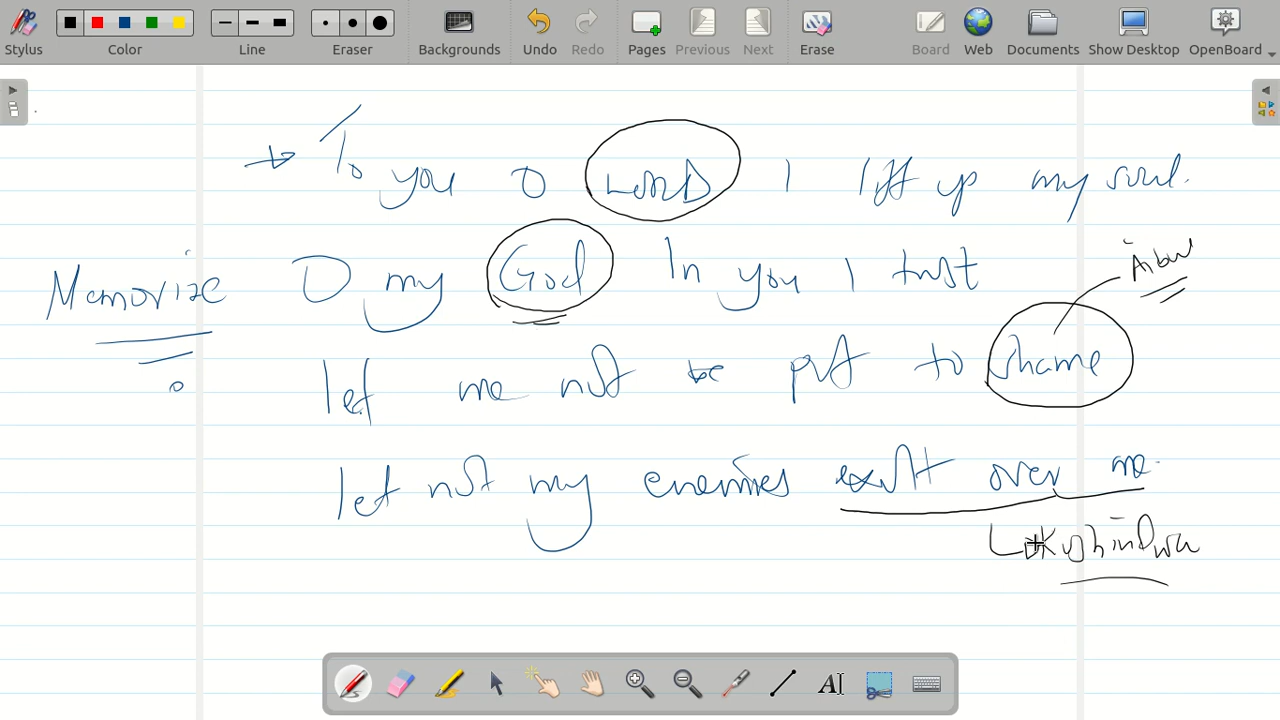 Stylus Color Line Eraser Backgrounds Undo Redo Pages Previous Next Erase Board Web Documents Show Desktop OpenBoard
To you O LORD I lift up my soul.
Memorize O my God In you I trust
let me not be put to shame
let not my enemies exult over me.